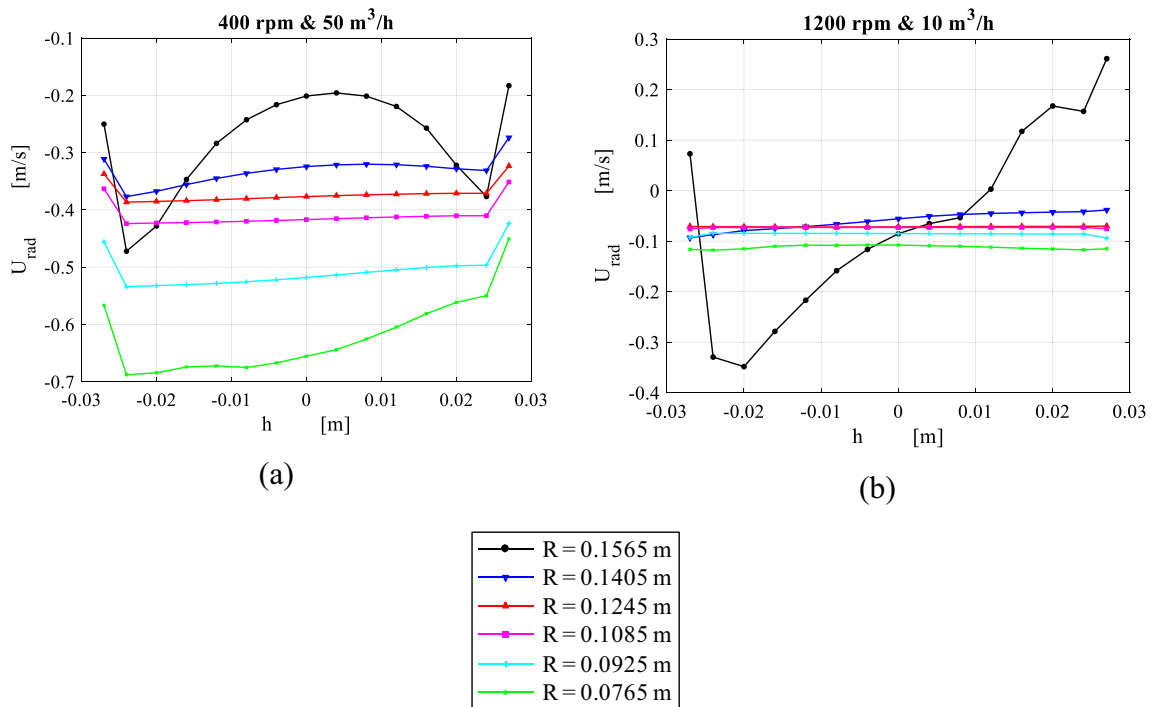 400 rpm & 50 m³/h
-0.1
-0.2
-0.3
-0.4
-0.5
-0.6
-0.7
U_rad [m/s]
-0.03 -0.02 -0.01 0 0.01 0.02 0.03
h [m]
(a)
1200 rpm & 10 m³/h
0.3
0.2
0.1
0
-0.1
-0.2
-0.3
-0.4
U_rad [m/s]
-0.03 -0.02 -0.01 0 0.01 0.02 0.03
h [m]
(b)
R = 0.1565 m
R = 0.1405 m
R = 0.1245 m
R = 0.1085 m
R = 0.0925 m
R = 0.0765 m